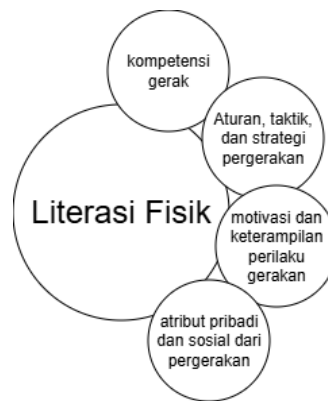 kompetensi
gerak
Aturan, taktik,
dan strategi
pergerakan
Literasi Fisik
motivasi dan
keterampilan
perilaku
gerakan
atribut pribadi
dan sosial dari
pergerakan